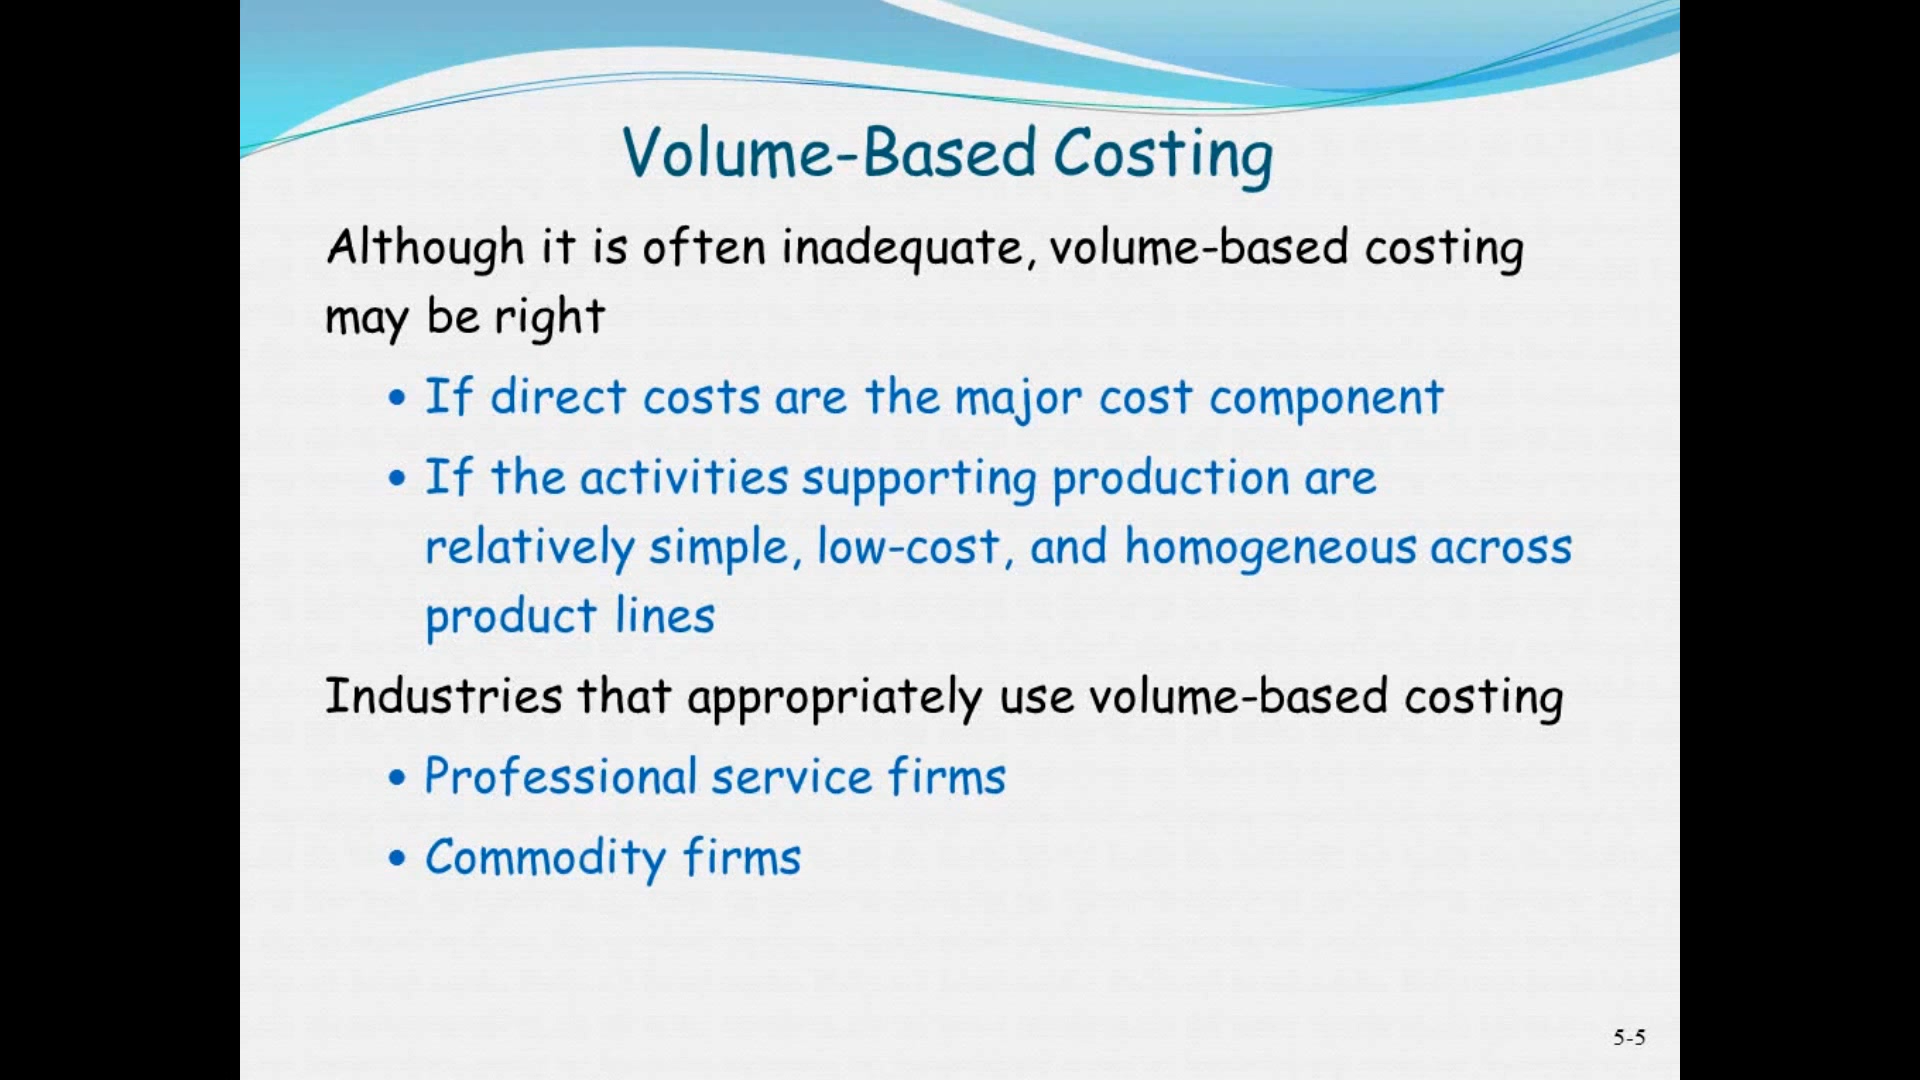 Volume-Based Costing
Although it is often inadequate, volume-based costing
may be right
• If direct costs are the major cost component
• If the activities supporting production are
relatively simple, low-cost, and homogeneous across
product lines
Industries that appropriately use volume-based costing
• Professional service firms
• Commodity firms
5-5